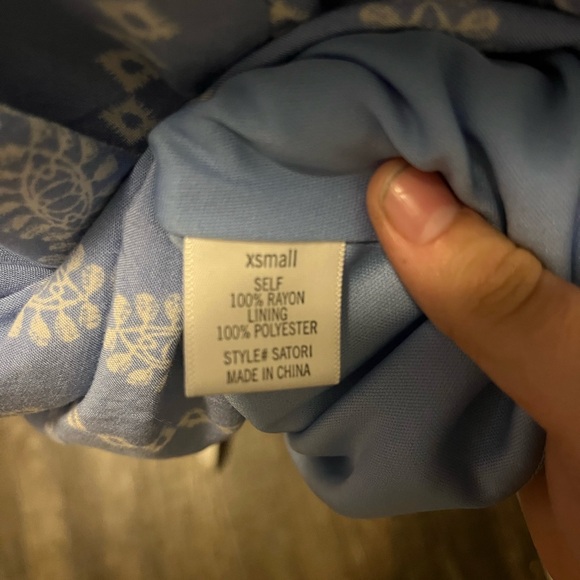 xsmall
SELF
100% RAYON
LINING
100% POLYESTER
STYLE# SATORI
MADE IN CHINA